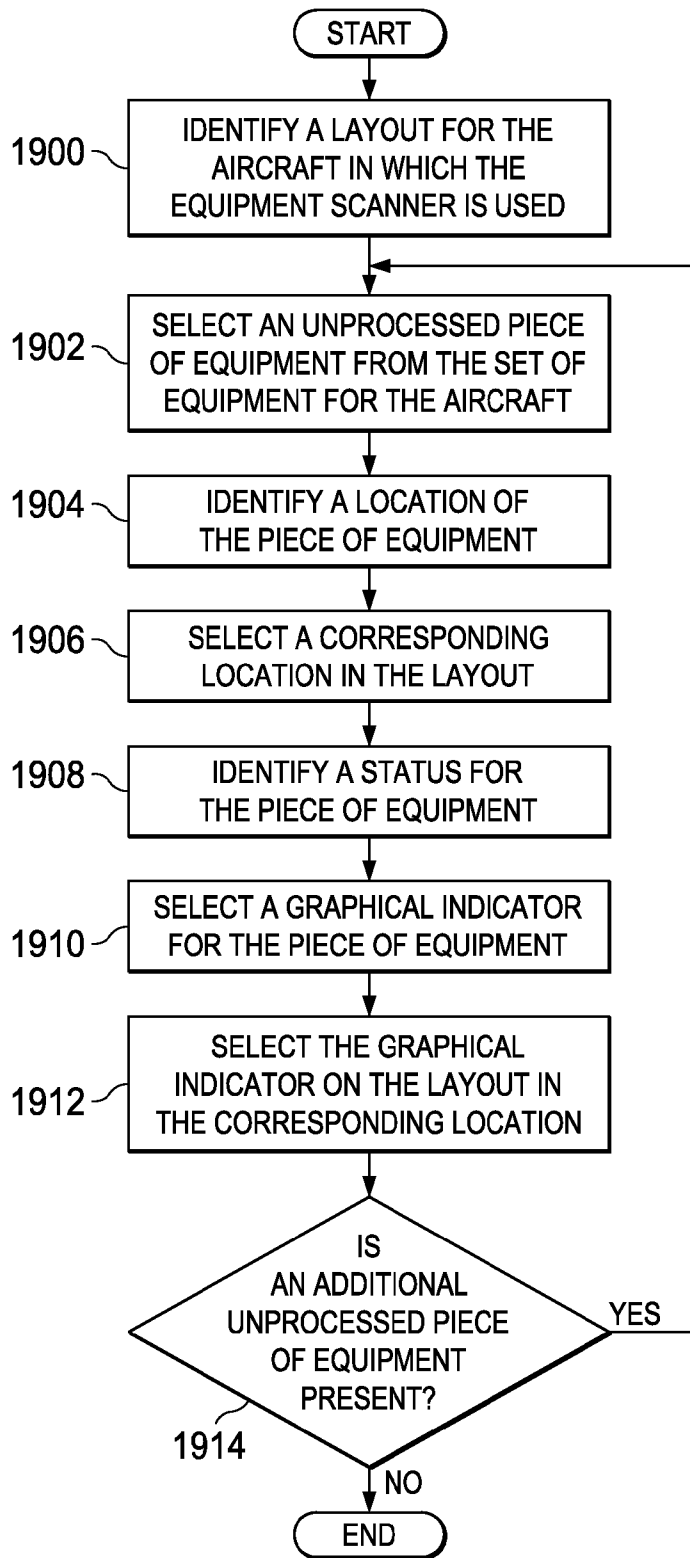 START
1900
IDENTIFY A LAYOUT FOR THE
AIRCRAFT IN WHICH THE
EQUIPMENT SCANNER IS USED
1902
SELECT AN UNPROCESSED PIECE
OF EQUIPMENT FROM THE SET OF
EQUIPMENT FOR THE AIRCRAFT
1904
IDENTIFY A LOCATION OF
THE PIECE OF EQUIPMENT
1906
SELECT A CORRESPONDING
LOCATION IN THE LAYOUT
1908
IDENTIFY A STATUS FOR
THE PIECE OF EQUIPMENT
1910
SELECT A GRAPHICAL INDICATOR
FOR THE PIECE OF EQUIPMENT
1912
SELECT THE GRAPHICAL
INDICATOR ON THE LAYOUT IN
THE CORRESPONDING LOCATION
IS
AN ADDITIONAL
UNPROCESSED PIECE
OF EQUIPMENT
PRESENT?
YES
1914
NO
END